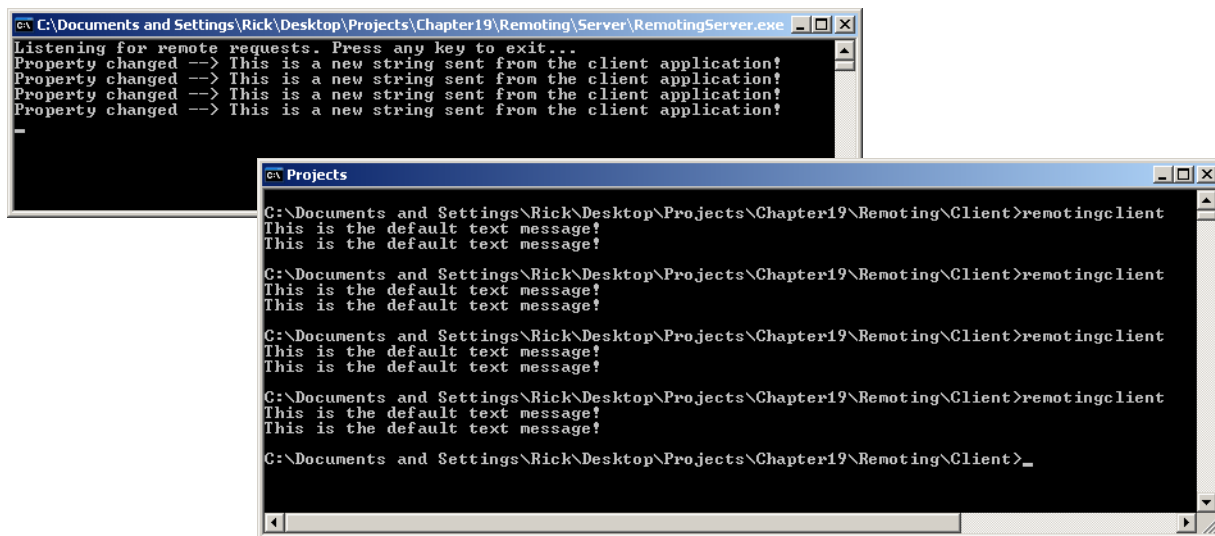 C:\Documents and Settings\Rick\Desktop\Projects\Chapter19\Remoting\Server\RemotingServer.exe
Listening for remote requests. Press any key to exit...
Property changed --> This is a new string sent from the client application!
Property changed --> This is a new string sent from the client application!
Property changed --> This is a new string sent from the client application!
Property changed --> This is a new string sent from the client application!
Projects
C:\Documents and Settings\Rick\Desktop\Projects\Chapter19\Remoting\Client>remotingclient
This is the default text message!
This is the default text message!
C:\Documents and Settings\Rick\Desktop\Projects\Chapter19\Remoting\Client>remotingclient
This is the default text message!
This is the default text message!
C:\Documents and Settings\Rick\Desktop\Projects\Chapter19\Remoting\Client>remotingclient
This is the default text message!
This is the default text message!
C:\Documents and Settings\Rick\Desktop\Projects\Chapter19\Remoting\Client>remotingclient
This is the default text message!
This is the default text message!
C:\Documents and Settings\Rick\Desktop\Projects\Chapter19\Remoting\Client>_